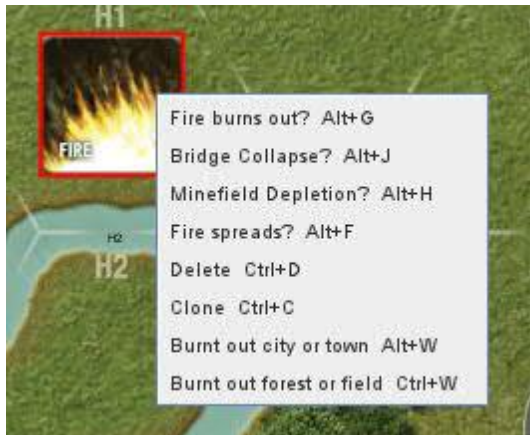 H1
FIRE
Fire burns out? Alt+G
Bridge Collapse? Alt+J
Minefield Depletion? Alt+H
Fire spreads? Alt+F
H2
H2
Delete Ctrl+D
Clone Ctrl+C
Burnt out city or town Alt+W
Burnt out forest or field Ctrl+W